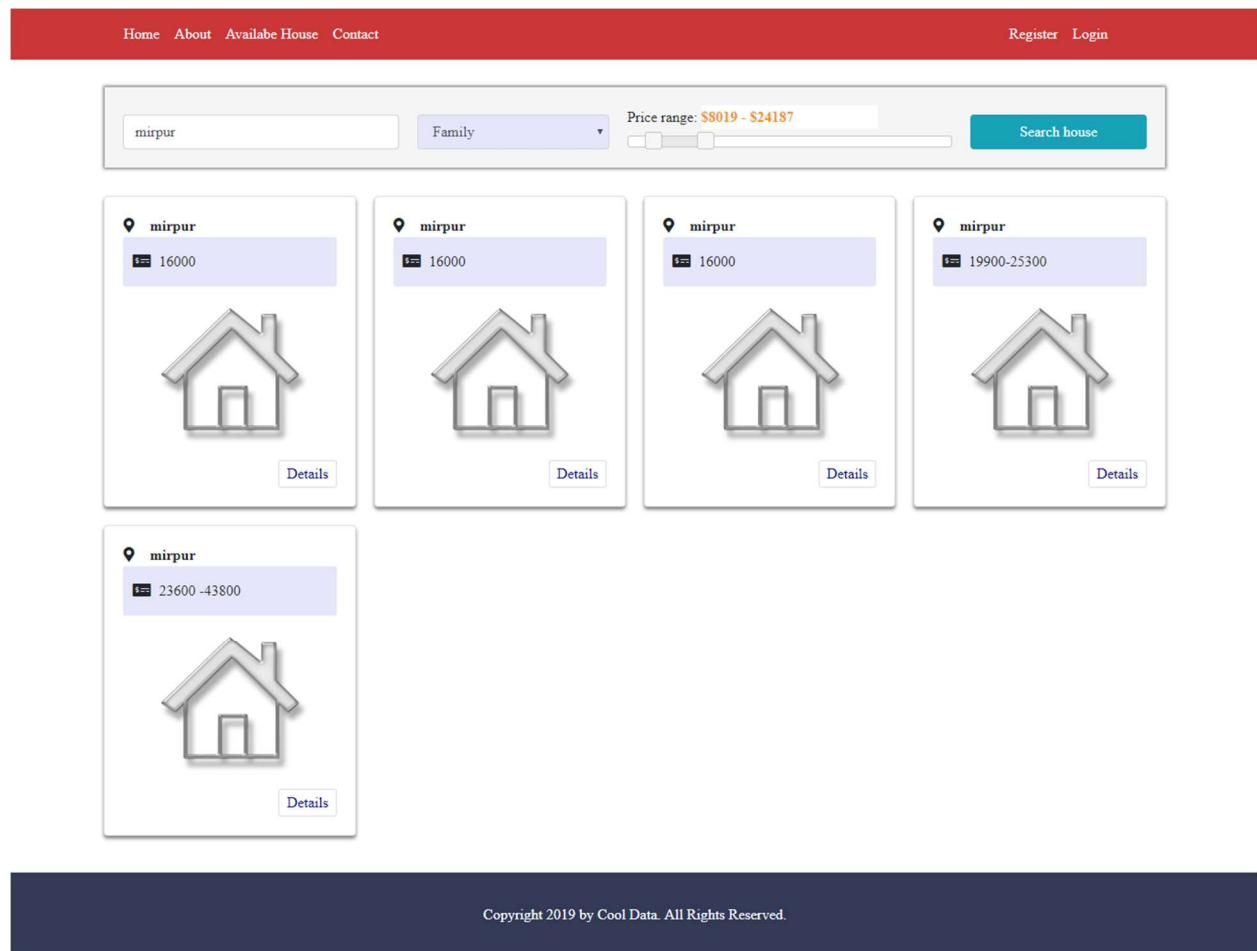 Home About Availabe House Contact Register Login
Price range: $8019 - $24187
mirpur Family Search house
mirpur mirpur mirpur mirpur
16000 16000 16000 19900-25300
Details Details Details Details
mirpur
23600 -43800
Details
Copyright 2019 by Cool Data. All Rights Reserved.